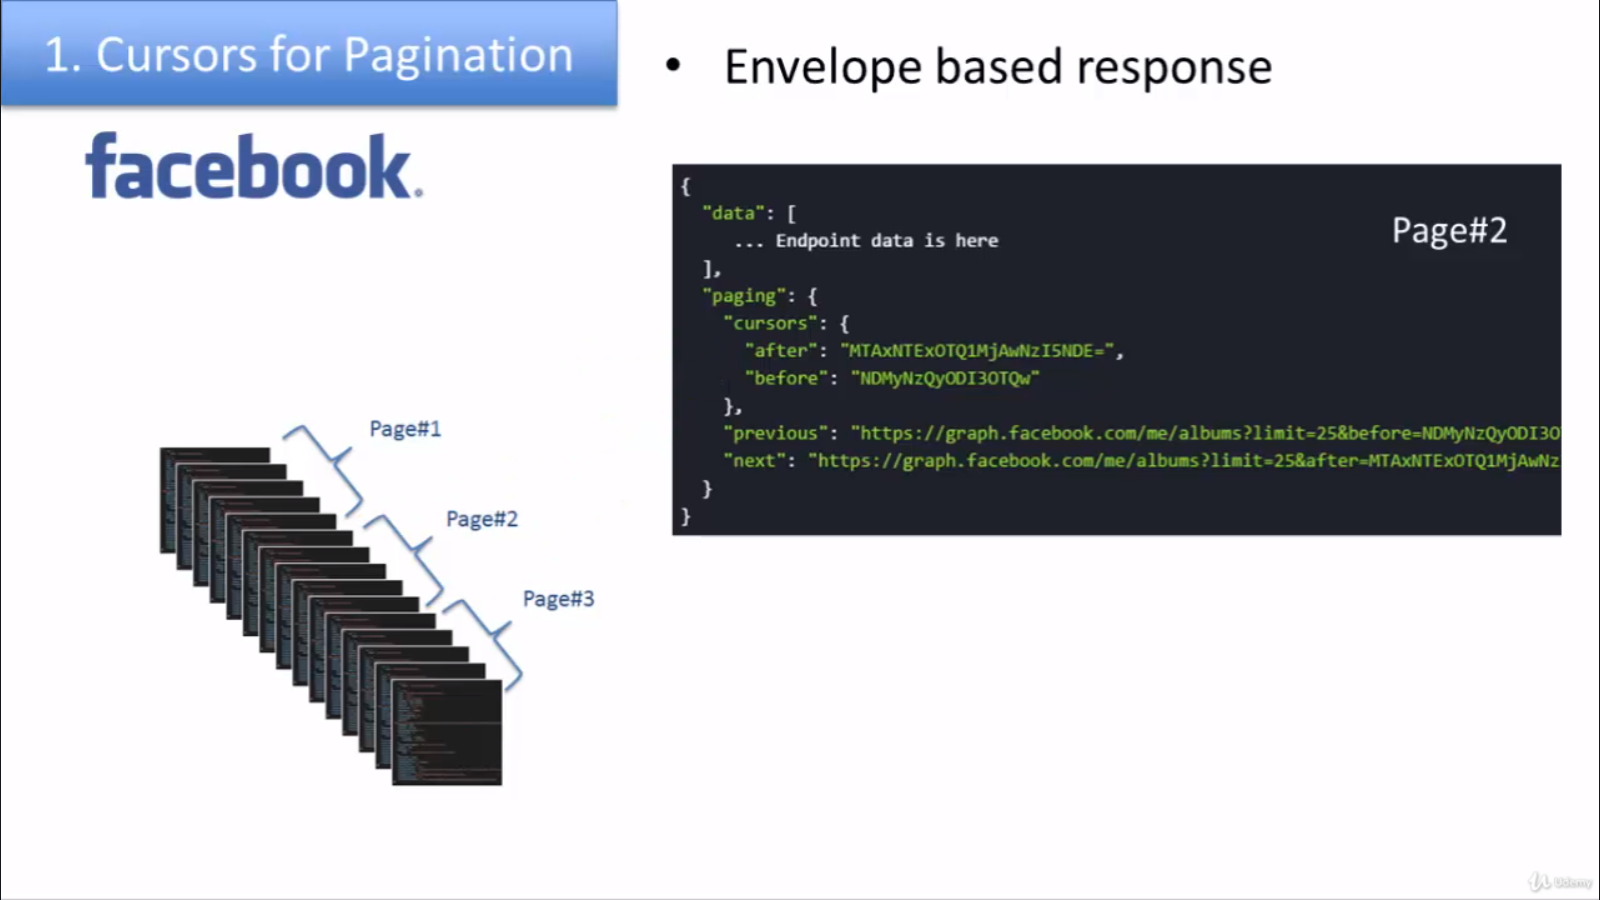 1. Cursors for Pagination
facebook.
Page#1
Page#2
Page#3
• Envelope based response
Page#2
{
"data": [
... Endpoint data is here
],
"paging": {
"cursors": {
"after": "MTAxNTExOTQ1MjAwNzI5NDE=",
"before": "NDMyNzQyODI3OTQw"
},
"previous": "https://graph.facebook.com/me/albums?limit=25&before=NDMyNzQyODI3O
"next": "https://graph.facebook.com/me/albums?limit=25&after=MTAxNTExOTQ1MjAwNz
}
}
Udemy